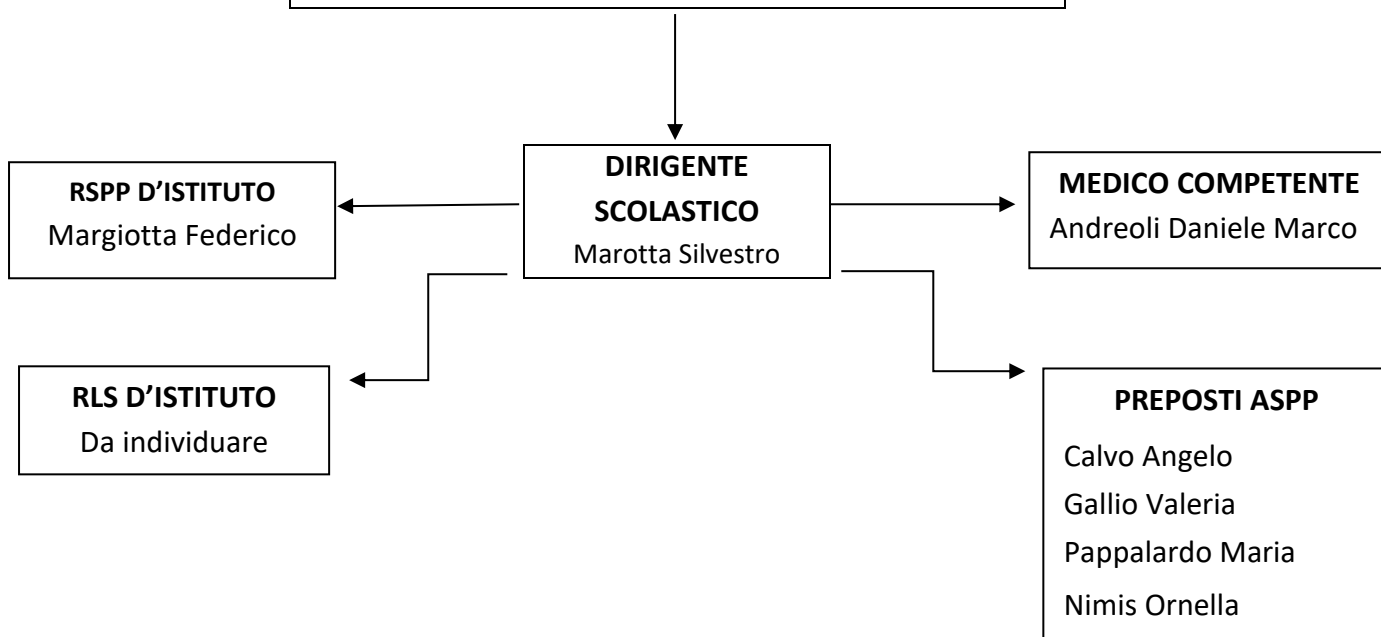 DIRIGENTE
SCOLASTICO
Marotta Silvestro
RSPP D’ISTITUTO
Margiotta Federico
MEDICO COMPETENTE
Andreoli Daniele Marco
RLS D’ISTITUTO
Da individuare
PREPOSTI ASPP
Calvo Angelo
Gallio Valeria
Pappalardo Maria
Nimis Ornella